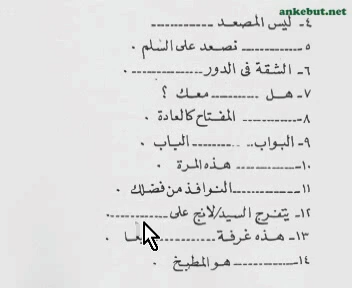 ankebut.net
٤- ليس المصعد ............
٥- ............ نصعد على السلم .
٦- الشقة فى الدور ............ .
٧- هل ............ معك ؟
٨- ............ المفتاح كالعادة .
٩- البواب ............ الباب .
١٠- ............ هذه المرة .
١١- ............ النوافذ من فضلك .
١٢- يتفرج السيد / لانج على ............ .
١٣- هذه غرفة ............ .
١٤- ............ هو المطبخ .